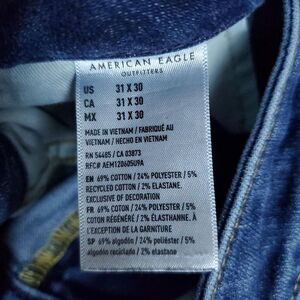 AMERICAN EAGLE
OUTFITTERS
US 31 X 30
CA 31 X 30
MX 31 X 30
MADE IN VIETNAM / FABRIQUÉ AU
VIETNAM / HECHO EN VIETNAM
RN 54485 / CA 03873
RFC# AEM120605U9A
EN 69% COTTON / 24% POLYESTER / 5%
RECYCLED COTTON / 2% ELASTANE.
EXCLUSIVE OF DECORATION
FR 69% COTON / 24% POLYESTER / 5%
COTON RÉGÉNÉRÉ / 2% ÉLASTHANNE. À
L'EXCEPTION DE LA GARNITURE
SP 69% algodón / 24% poliéster / 5%
algodón reciclado / 2% elastano